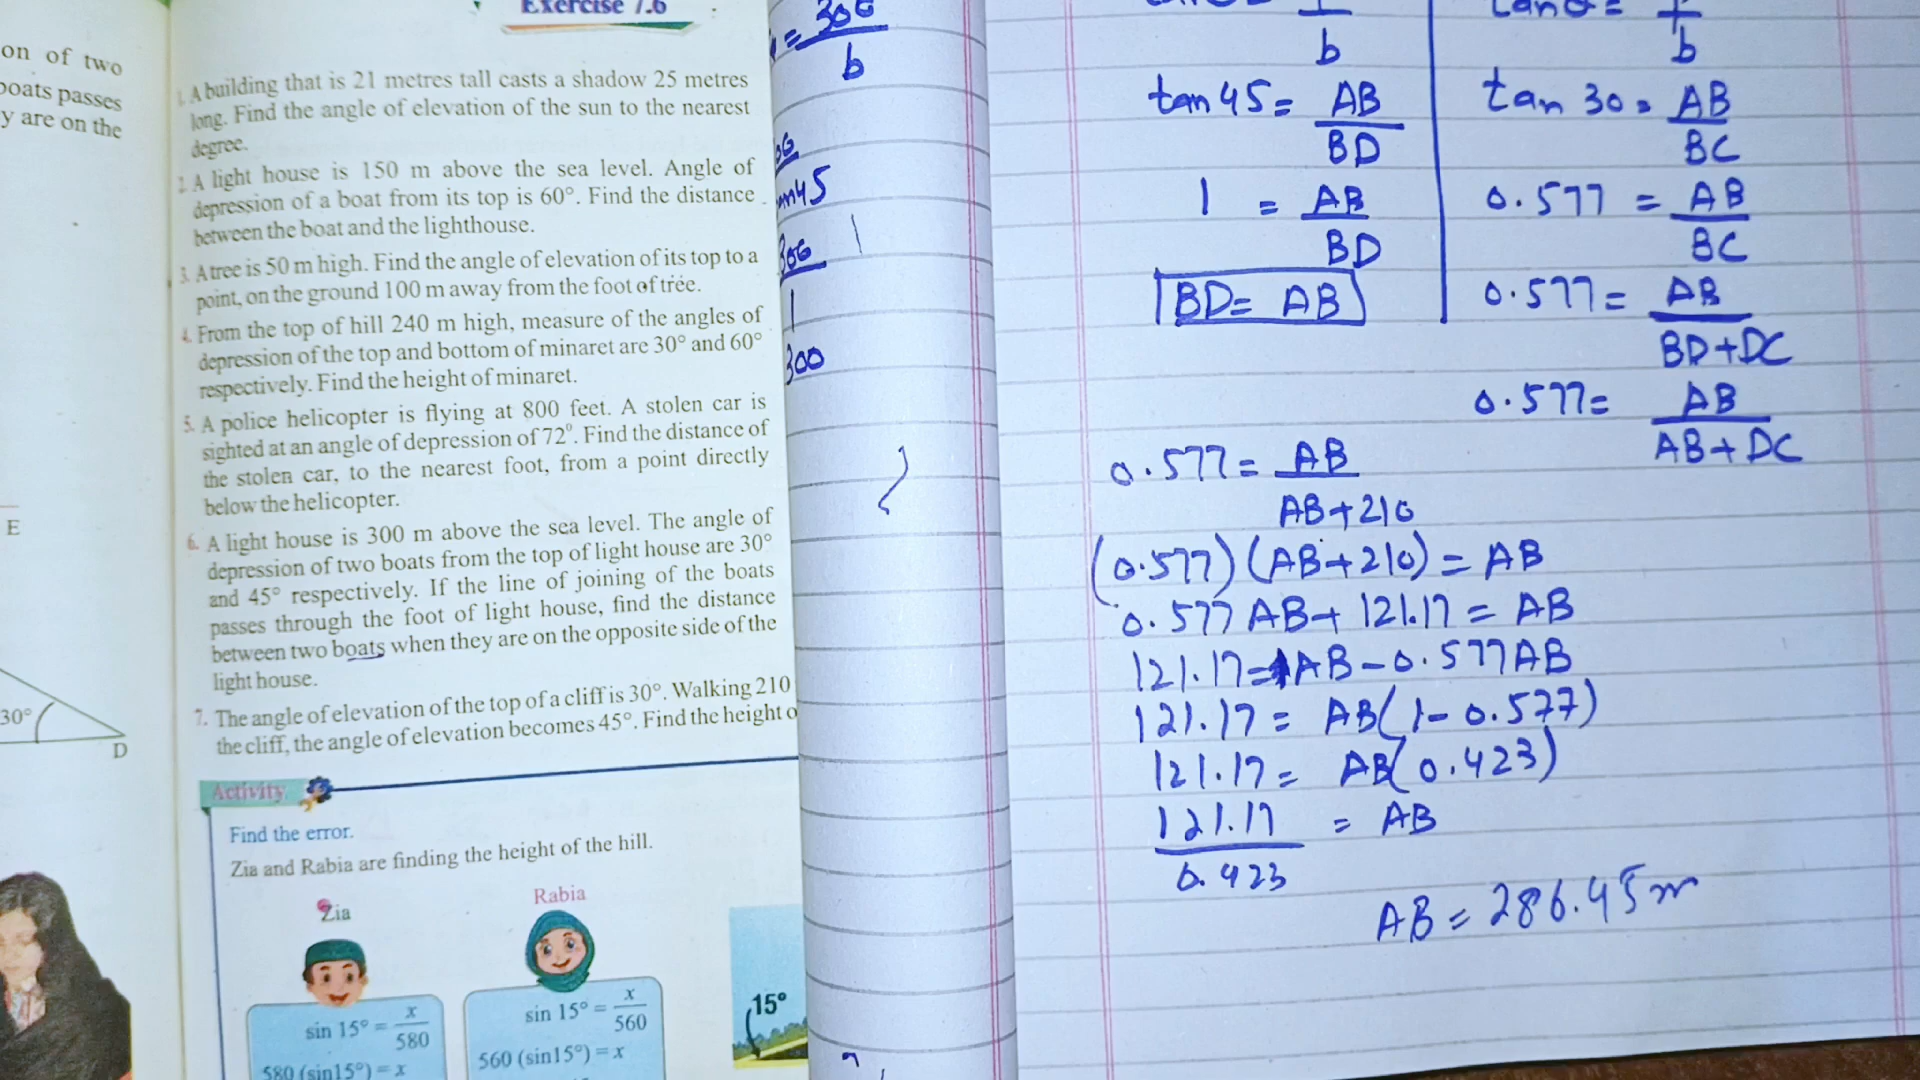 on of two
boats passes
y are on the
E
30°
D
Exercise 7.6
1. A building that is 21 metres tall casts a shadow 25 metres
long. Find the angle of elevation of the sun to the nearest
degree.
2. A light house is 150 m above the sea level. Angle of
depression of a boat from its top is 60°. Find the distance
between the boat and the lighthouse.
3. A tree is 50 m high. Find the angle of elevation of its top to a
point, on the ground 100 m away from the foot of tree.
4. From the top of hill 240 m high, measure of the angles of
depression of the top and bottom of minaret are 30° and 60°
respectively. Find the height of minaret.
5. A police helicopter is flying at 800 feet. A stolen car is
sighted at an angle of depression of 72°. Find the distance of
the stolen car, to the nearest foot, from a point directly
below the helicopter.
6. A light house is 300 m above the sea level. The angle of
depression of two boats from the top of light house are 30°
and 45° respectively. If the line of joining of the boats
passes through the foot of light house, find the distance
between two boats when they are on the opposite side of the
light house.
7. The angle of elevation of the top of a cliff is 30°. Walking 210
the cliff, the angle of elevation becomes 45°. Find the height o
Activity
Find the error.
Zia and Rabia are finding the height of the hill.
Zia
Rabia
sin 15° = x/580
580 (sin15°) = x
sin 15° = x/560
560 (sin15°) = x
15°
= 300/b
45
300
1
300
b
tan 45 = AB/BD
1 = AB/BD
BD = AB
tanθ = P/b
tan 30 = AB/BC
0.577 = AB/BC
0.577 = AB/BD+DC
0.577 = AB/AB+DC
0.577 = AB/AB+210
(0.577)(AB+210) = AB
0.577AB + 121.17 = AB
121.17 = 1AB - 0.577AB
121.17 = AB(1 - 0.577)
121.17 = AB(0.423)
121.17/0.423 = AB
AB = 286.45m